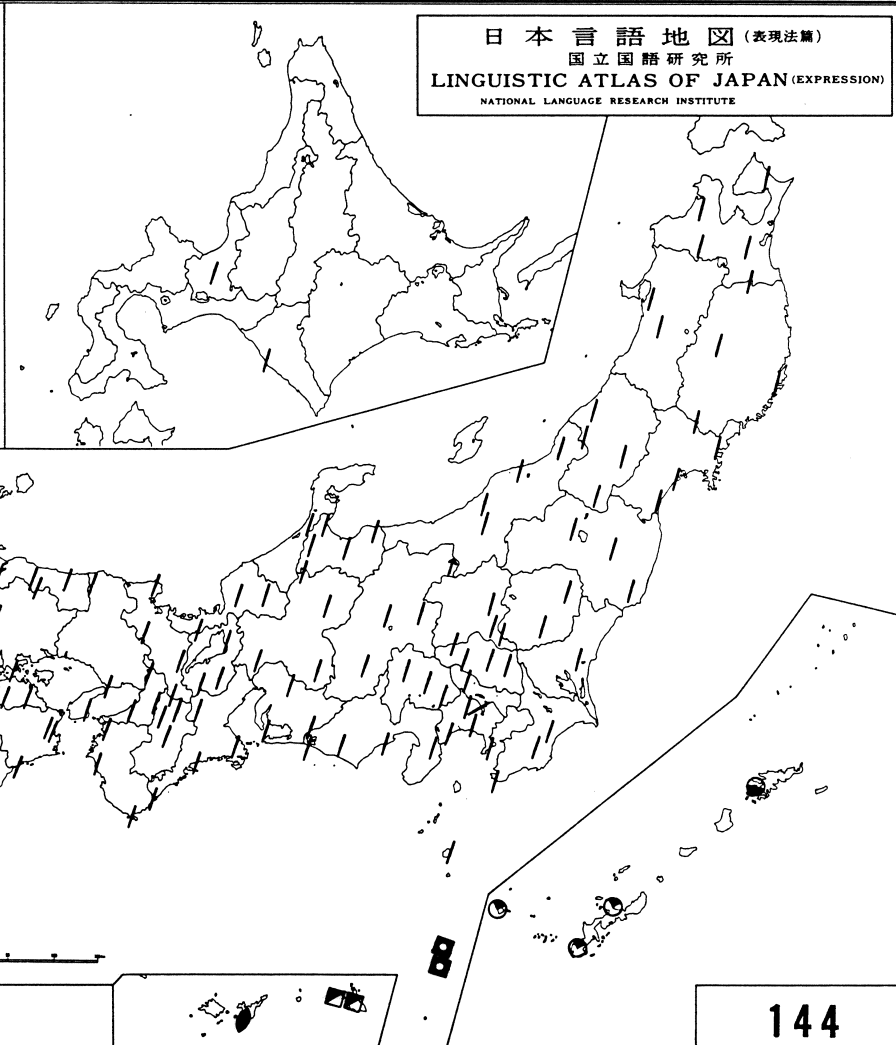 日本言語地図(表現法篇)
国立国語研究所
LINGUISTIC ATLAS OF JAPAN (EXPRESSION)
NATIONAL LANGUAGE RESEARCH INSTITUTE
144